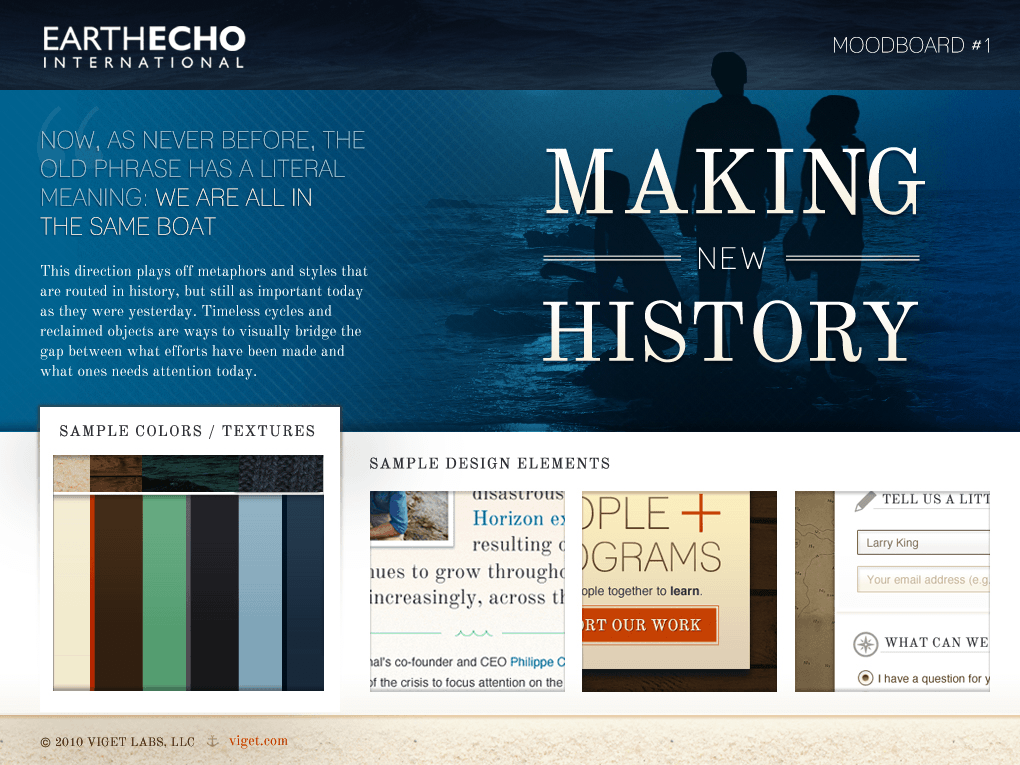 EARTHECHO
INTERNATIONAL
MOODBOARD #1
NOW, AS NEVER BEFORE, THE
OLD PHRASE HAS A LITERAL
MEANING: WE ARE ALL IN
THE SAME BOAT
This direction plays off metaphors and styles that
are routed in history, but still as important today
as they were yesterday. Timeless cycles and
reclaimed objects are ways to visually bridge the
gap between what efforts have been made and
what ones needs attention today.
MAKING
NEW
HISTORY
SAMPLE COLORS / TEXTURES
SAMPLE DESIGN ELEMENTS
disastrous
Horizon ex
resulting o
nues to grow througho
increasingly, across th
nal's co-founder and CEO Philippe C
of the crisis to focus attention on the
OPLE +
OGRAMS
ople together to learn.
ORT OUR WORK
TELL US A LITT
Larry King
Your email address (e.g.
WHAT CAN WE
I have a question for y
© 2010 VIGET LABS, LLC
viget.com